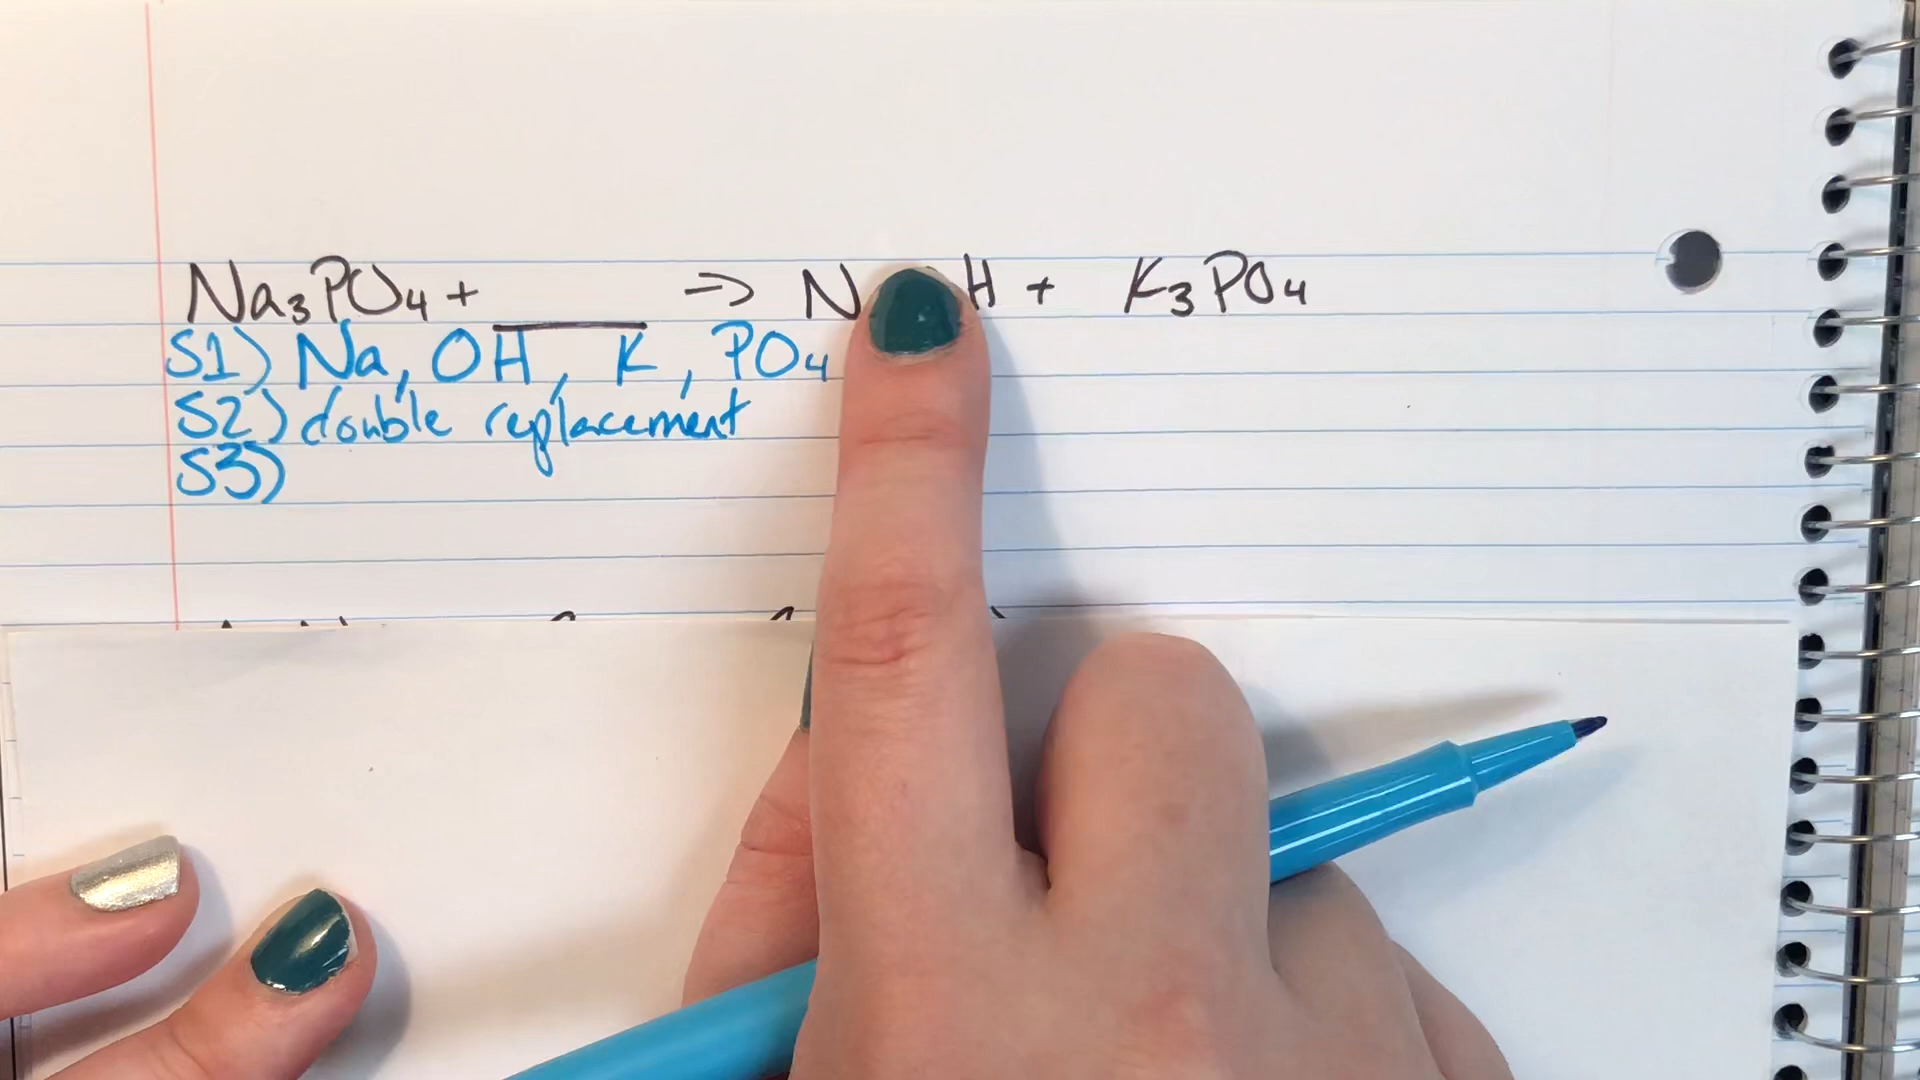 Na₃PO₄ + ____ → N H + K₃PO₄
S1) Na, OH, K, PO₄
S2) double replacement
S3)